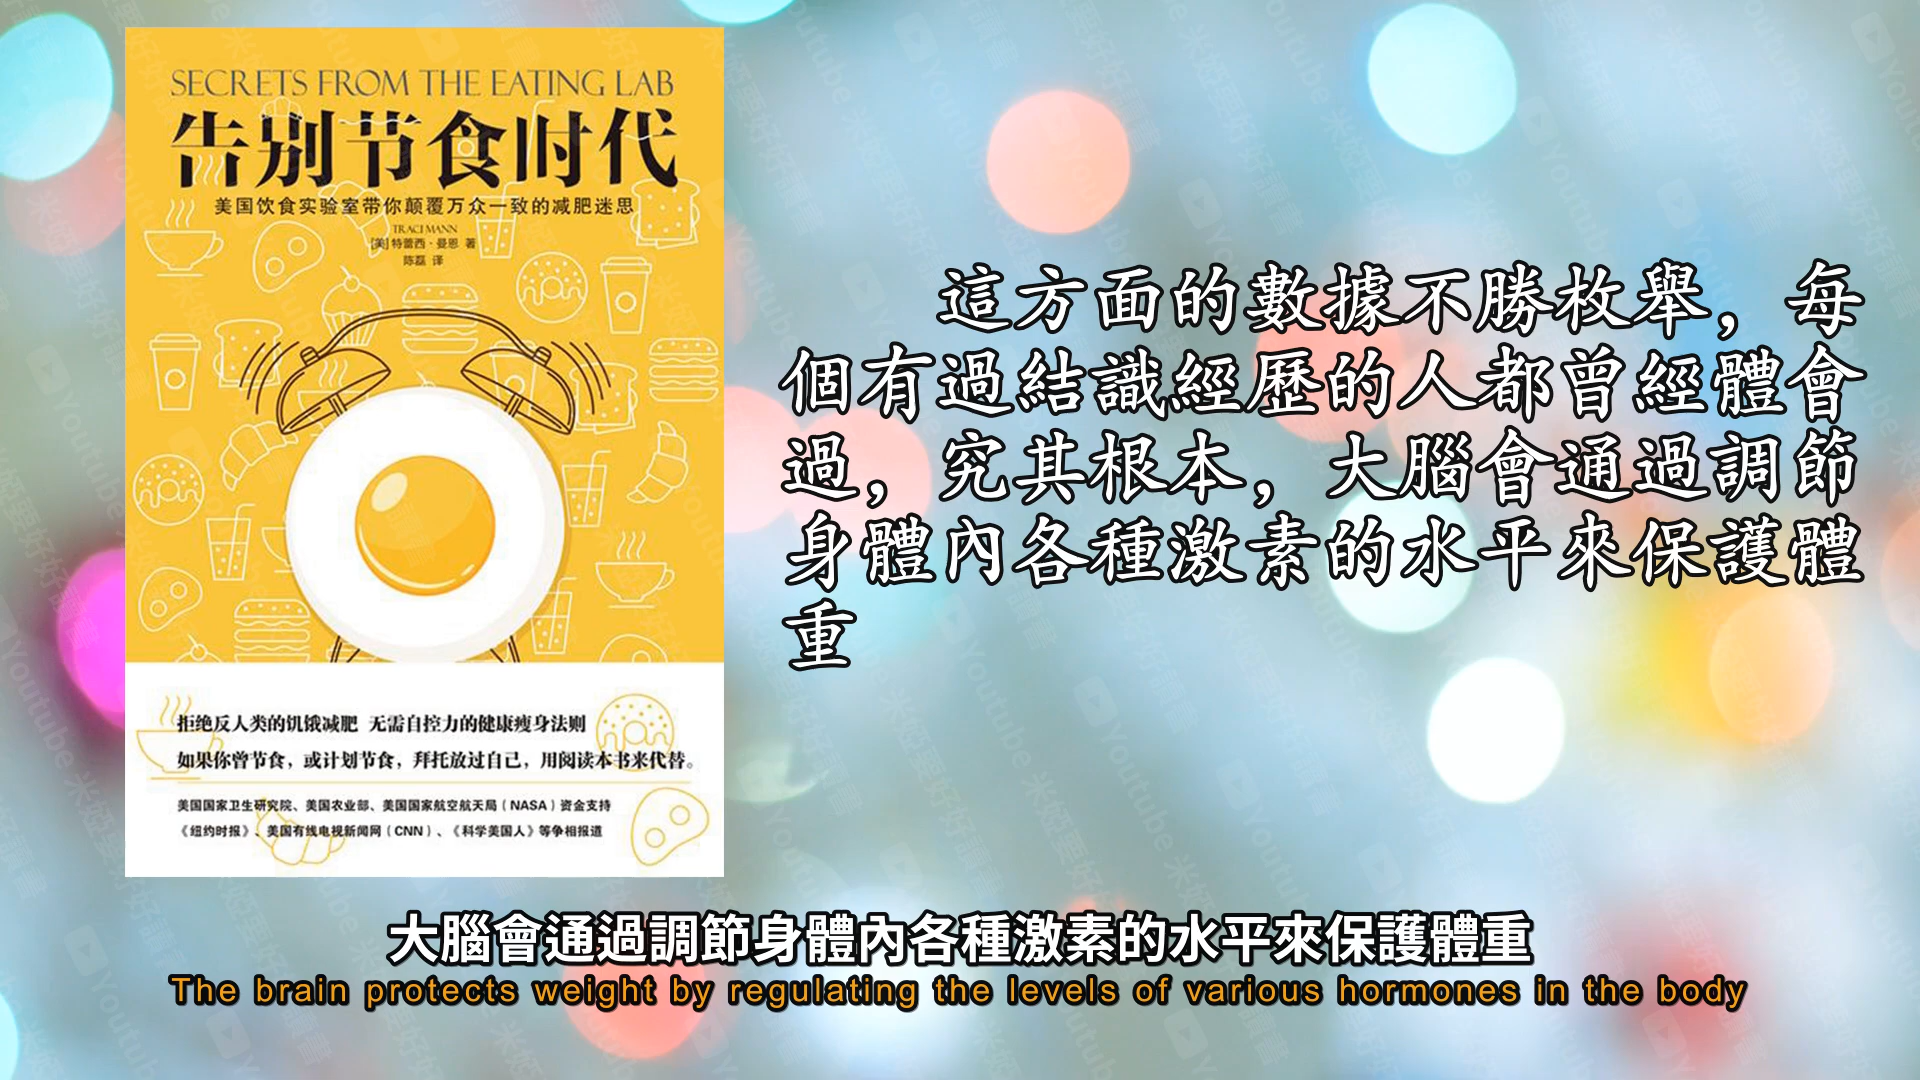 SECRETS FROM THE EATING LAB
告别节食时代
美国饮食实验室带你颠覆万众一致的减肥迷思
TRACI MANN
[美] 特蕾西·曼恩 著
陈磊 译
拒绝反人类的饥饿减肥 无需自控力的健康瘦身法则
如果你曾节食，或计划节食，拜托放过自己，用阅读本书来代替。
美国国家卫生研究院、美国农业部、美国国家航空航天局（NASA）资金支持
《纽约时报》、美国有线电视新闻网（CNN）、《科学美国人》等争相报道
這方面的數據不勝枚舉，每
個有過結識經歷的人都曾經體會
過，究其根本，大腦會通過調節
身體內各種激素的水平來保護體
重
大腦會通過調節身體內各種激素的水平來保護體重
The brain protects weight by regulating the levels of various hormones in the body
Youtube 米婭要好好讀書